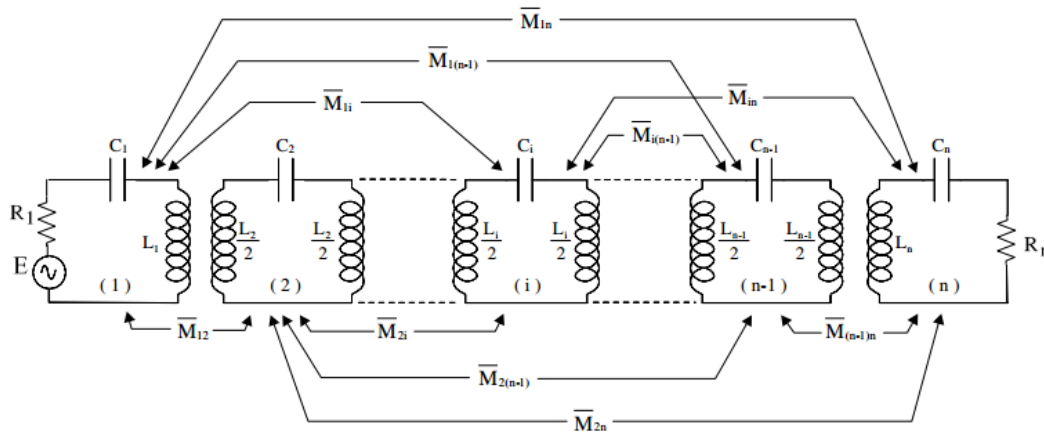 M̅₁ₙ
M̅₁₍ₙ₋₁₎
M̅₁ᵢ M̅ᵢₙ
M̅ᵢ₍ₙ₋₁₎
C₁ C₂ Cᵢ Cₙ₋₁ Cₙ
R₁ L₁ L₂/2 L₂/2 Lᵢ/2 Lᵢ/2 Lₙ₋₁/2 Lₙ₋₁/2 Lₙ
E (1) (2) (i) (n-1) (n)
M̅₁₂ M̅₂ᵢ M̅₍ₙ₋₁₎ₙ
M̅₂₍ₙ₋₁₎
M̅₂ₙ